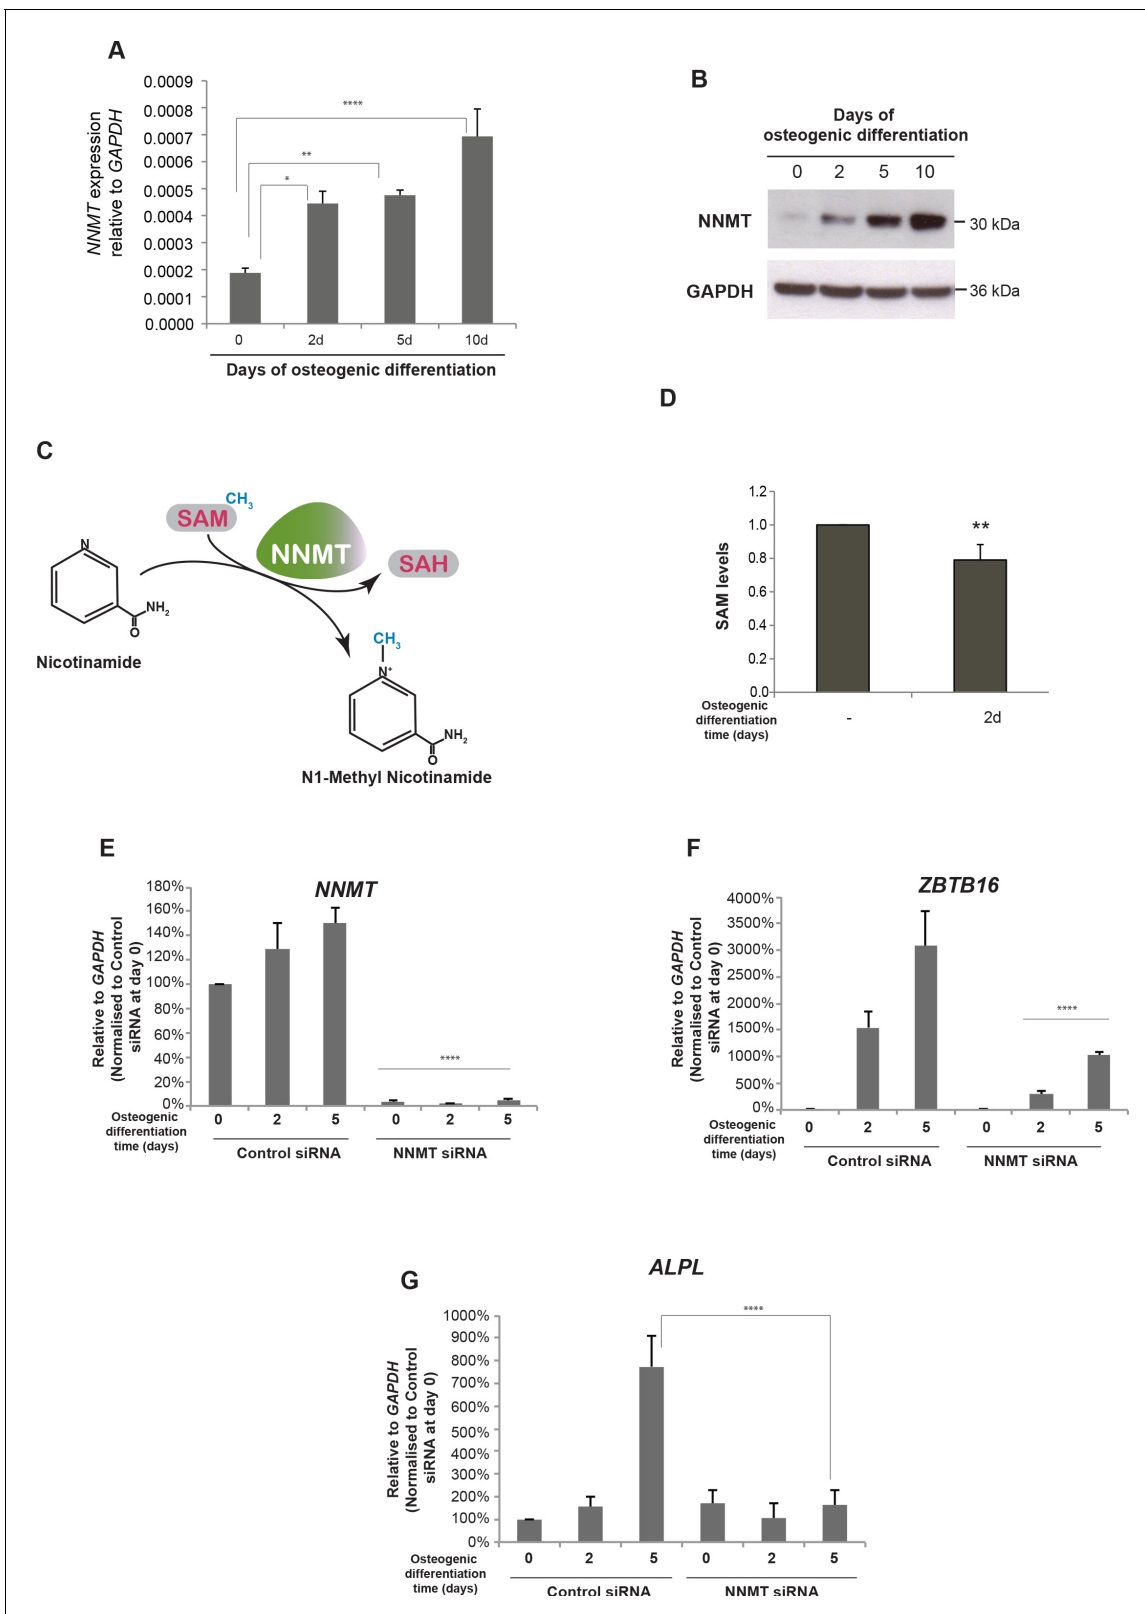 A
NNMT expression
relative to GAPDH
0.0009
0.0008
0.0007
0.0006
0.0005
0.0004
0.0003
0.0002
0.0001
0.0000
****
**
*
0 2d 5d 10d
Days of osteogenic differentiation
B
Days of
osteogenic differentiation
0 2 5 10
NNMT 30 kDa
GAPDH 36 kDa
C
SAM CH3
NNMT
SAH
N
NH2
O
Nicotinamide
CH3
N+
NH2
O
N1-Methyl Nicotinamide
D
SAM levels
1.2
1.0
0.8
0.6
0.4
0.2
0.0
**
Osteogenic
differentiation
time (days)
- 2d
E
NNMT
Relative to GAPDH
(Normalised to Control
siRNA at day 0)
180%
160%
140%
120%
100%
80%
60%
40%
20%
0%
****
Osteogenic
differentiation
time (days)
0 2 5 0 2 5
Control siRNA NNMT siRNA
F
ZBTB16
Relative to GAPDH
(Normalised to Control
siRNA at day 0)
4000%
3500%
3000%
2500%
2000%
1500%
1000%
500%
0%
****
Osteogenic
differentiation
time (days)
0 2 5 0 2 5
Control siRNA NNMT siRNA
G
ALPL
Relative to GAPDH
(Normalised to Control
siRNA at day 0)
1000%
900%
800%
700%
600%
500%
400%
300%
200%
100%
0%
****
Osteogenic
differentiation
time (days)
0 2 5 0 2 5
Control siRNA NNMT siRNA